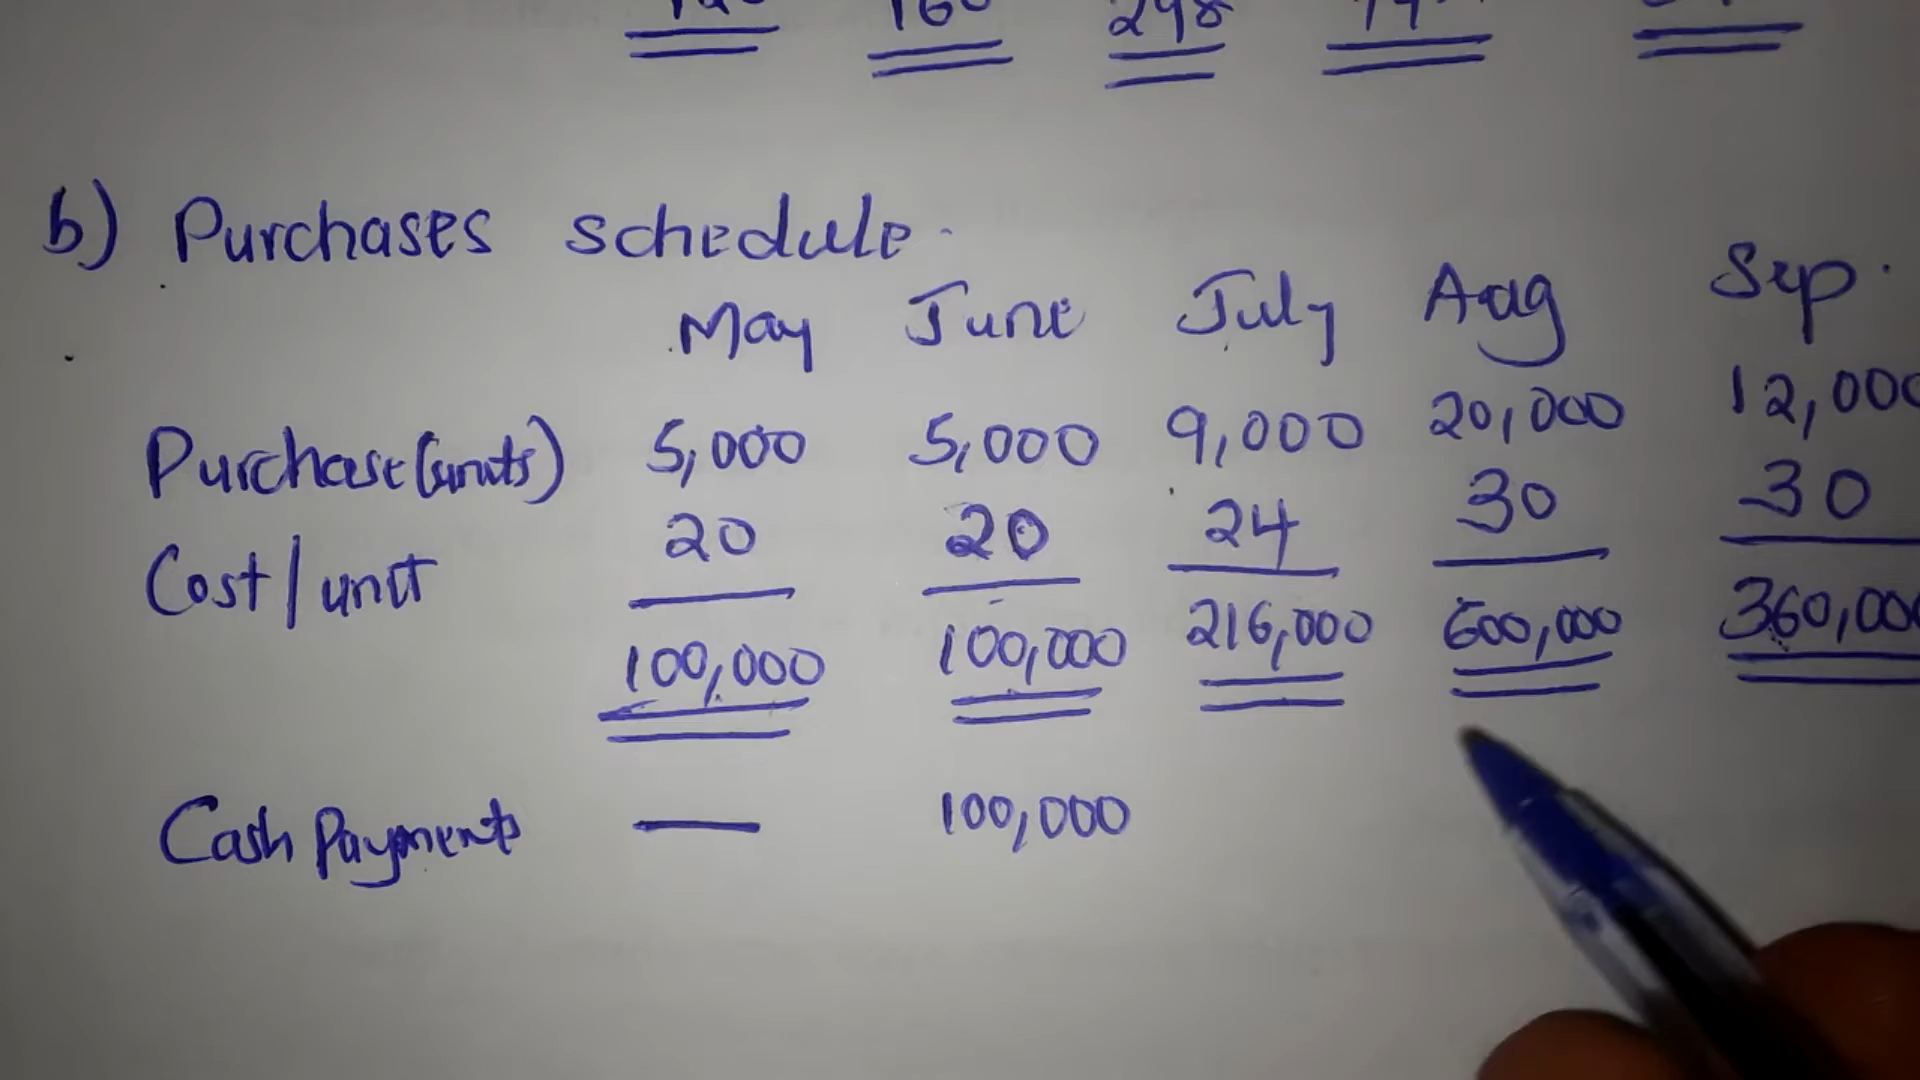 160 298
b) Purchases schedule.
May June July Aug Sep.
Purchase (units) 5,000 5,000 9,000 20,000 12,000
Cost/unit 20 20 24 30 30
100,000 100,000 216,000 600,000 360,000
Cash Payments — 100,000